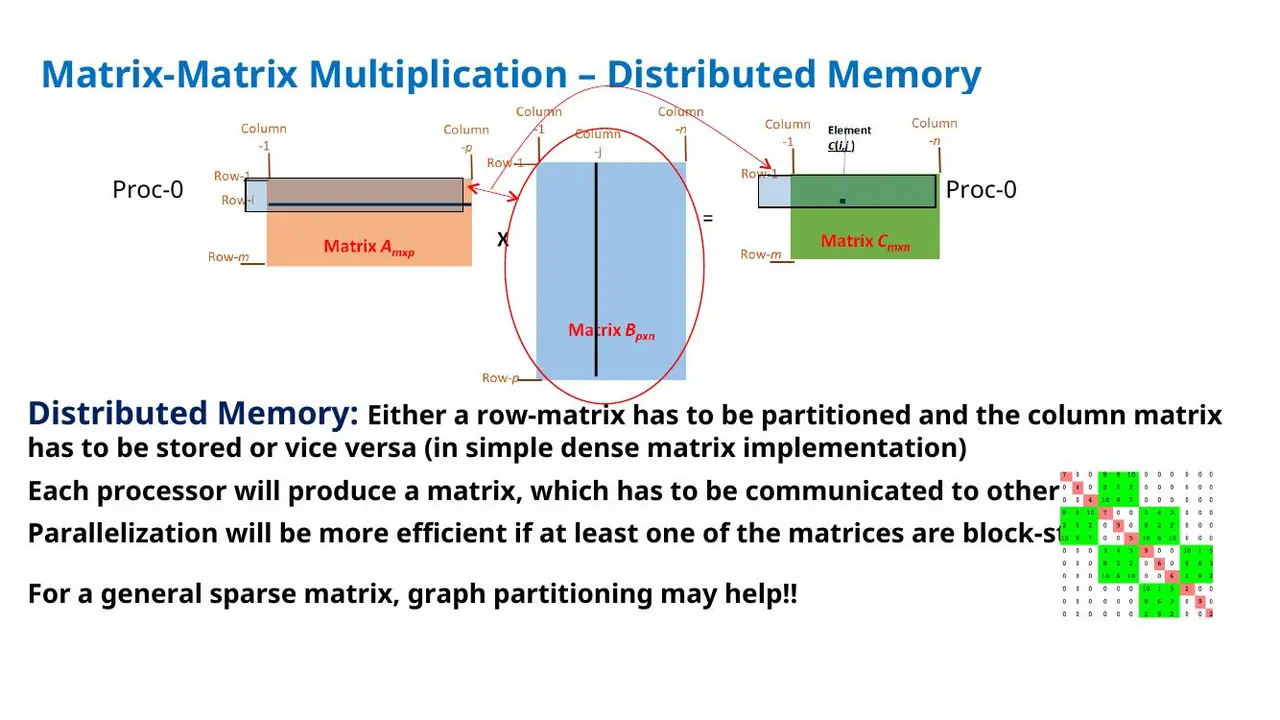 Matrix-Matrix Multiplication – Distributed Memory
Column
-1
Column
-p
Column
-1
Column
-j
Column
-n
Column
-1
Element
C(i,j )
Column
-n
Proc-0
Row-1
Row-i
Row-m
Matrix Amxp
X
Row-1
Matrix Bpxn
Row-p
=
Row-1
Row-m
Matrix Cmxn
Proc-0
Distributed Memory: Either a row-matrix has to be partitioned and the column matrix
has to be stored or vice versa (in simple dense matrix implementation)
Each processor will produce a matrix, which has to be communicated to other
Parallelization will be more efficient if at least one of the matrices are block-st
For a general sparse matrix, graph partitioning may help!!